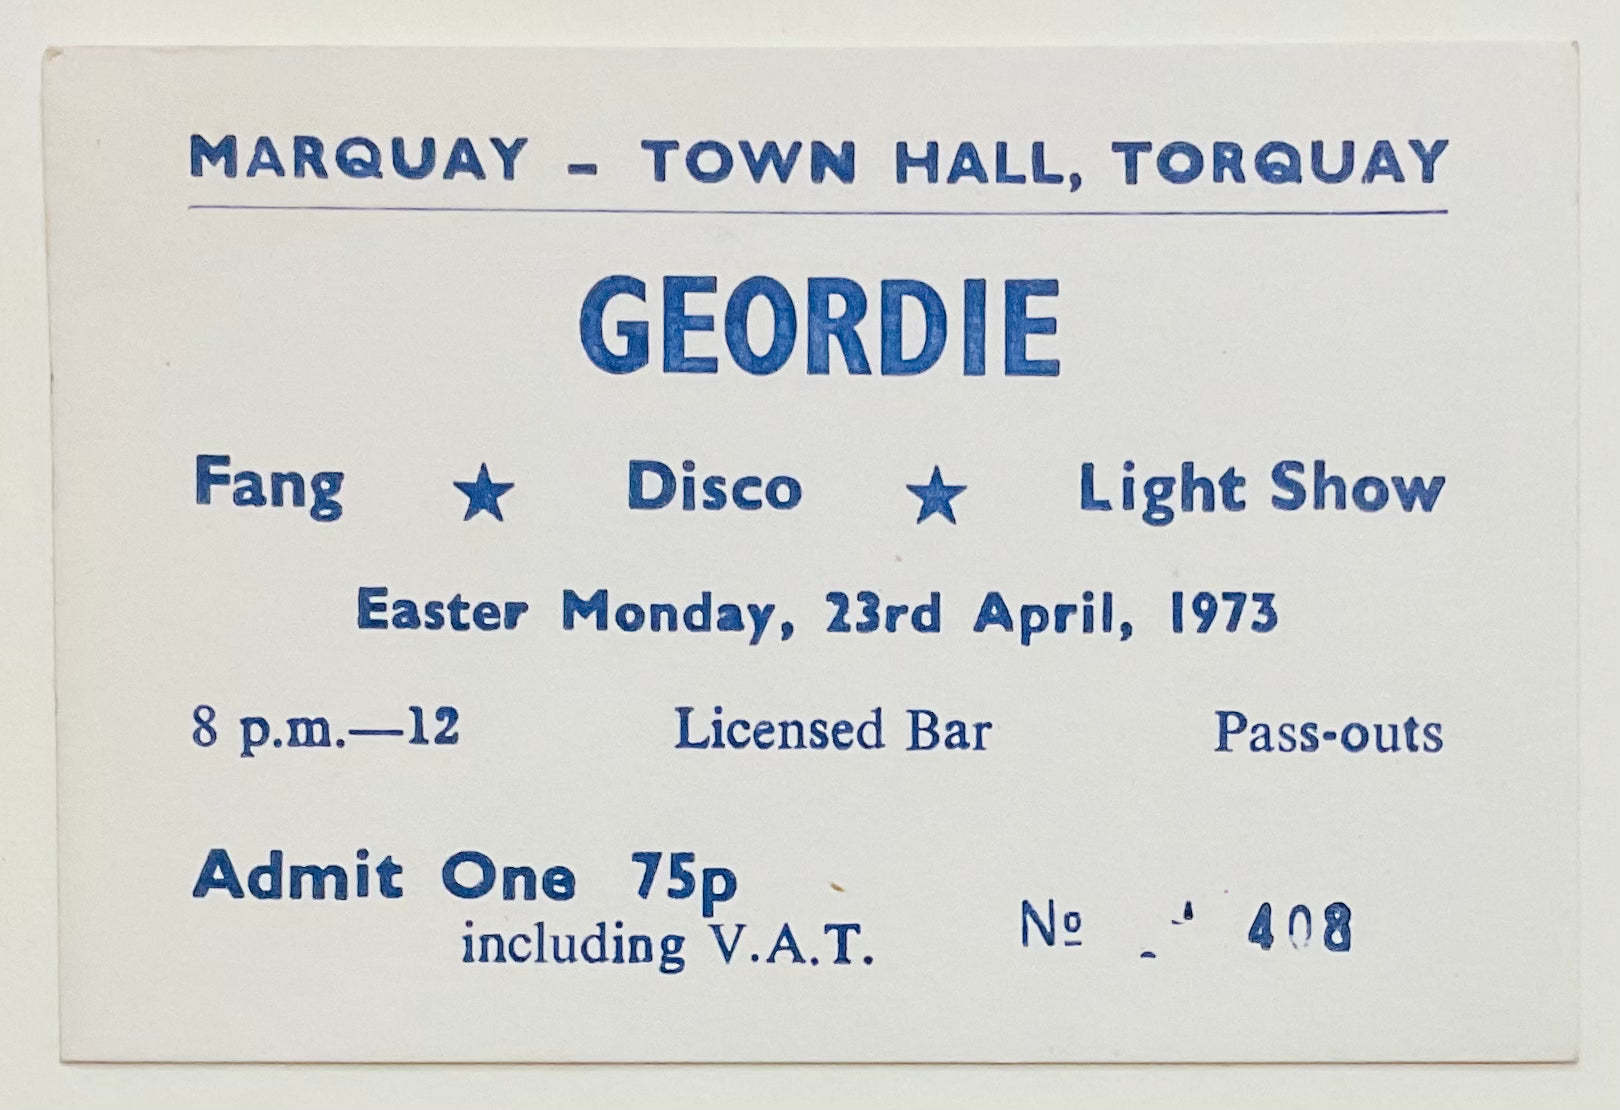 MARQUAY - TOWN HALL, TORQUAY
GEORDIE
Fang ★ Disco ★ Light Show
Easter Monday, 23rd April, 1973
8 p.m.—12 Licensed Bar Pass-outs
Admit One 75p
including V.A.T.
Nº 408